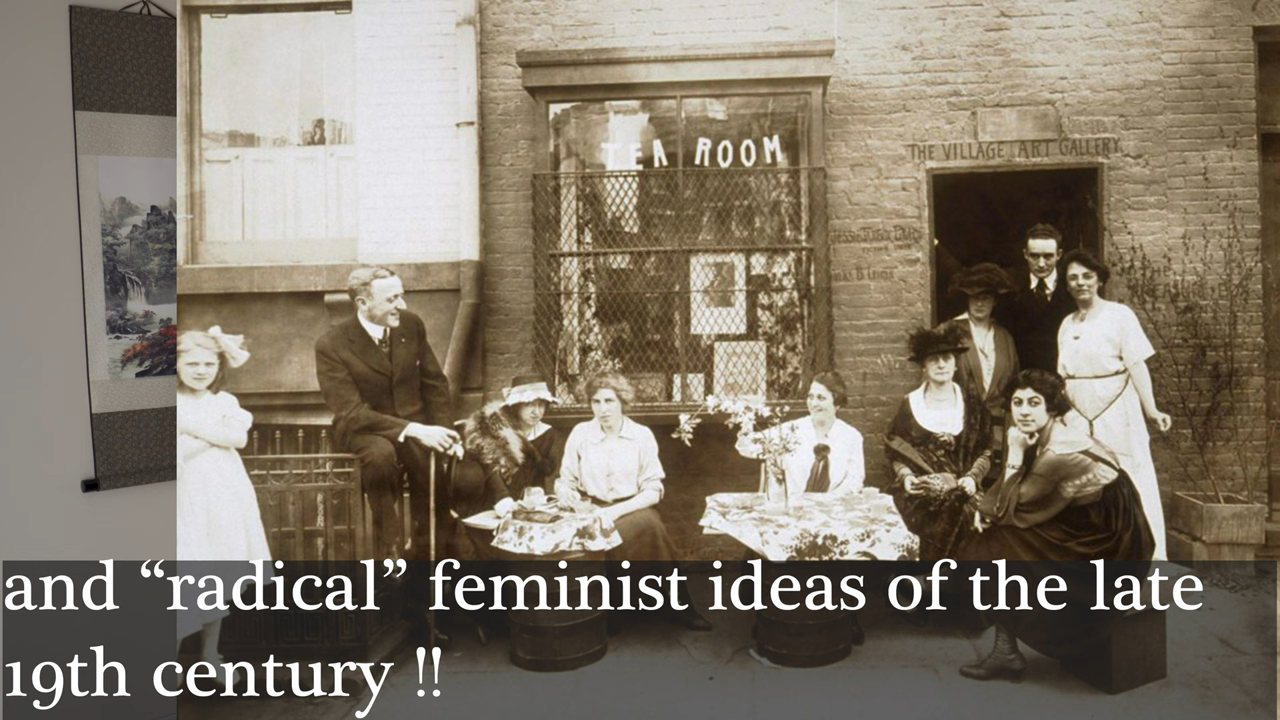 TEA ROOM
THE VILLAGE ART GALLERY
and “radical” feminist ideas of the late
19th century !!